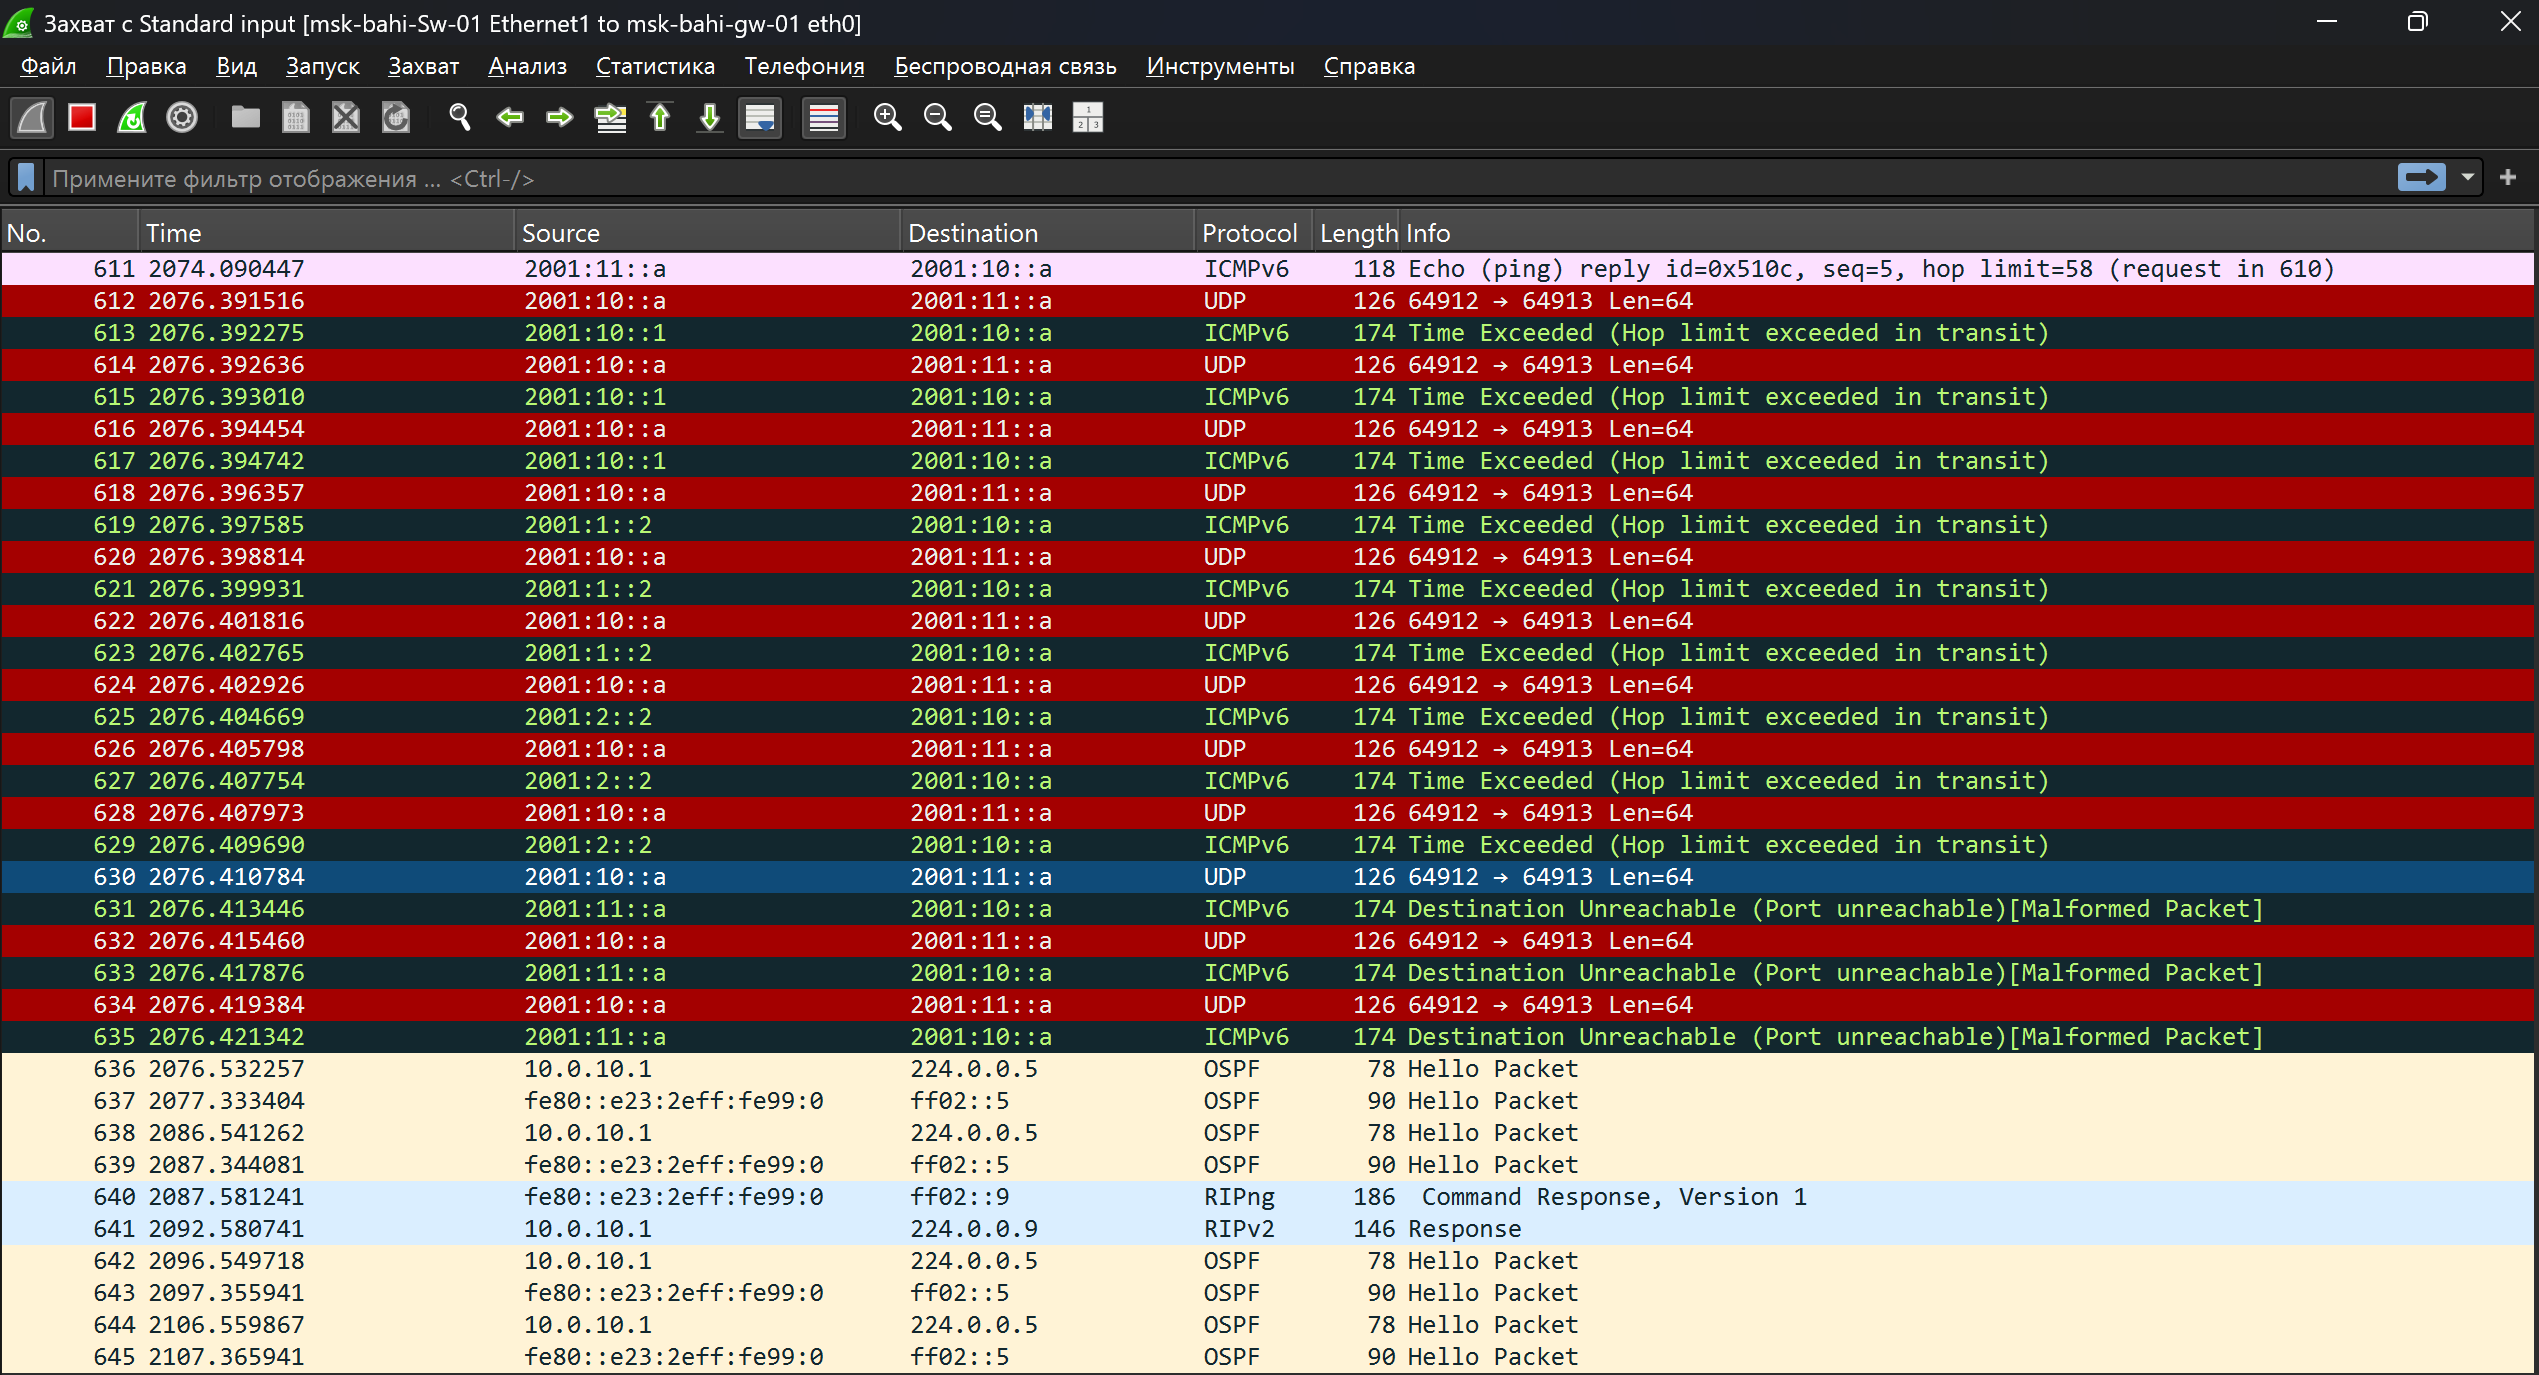 Захват с Standard input [msk-bahi-Sw-01 Ethernet1 to msk-bahi-gw-01 eth0]
Файл Правка Вид Запуск Захват Анализ Статистика Телефония Беспроводная связь Инструменты Справка
Примените фильтр отображения ... <Ctrl-/>
No. Time Source Destination Protocol Length Info
611 2074.090447 2001:11::a 2001:10::a ICMPv6 118 Echo (ping) reply id=0x510c, seq=5, hop limit=58 (request in 610)
612 2076.391516 2001:10::a 2001:11::a UDP 126 64912 → 64913 Len=64
613 2076.392275 2001:10::1 2001:10::a ICMPv6 174 Time Exceeded (Hop limit exceeded in transit)
614 2076.392636 2001:10::a 2001:11::a UDP 126 64912 → 64913 Len=64
615 2076.393010 2001:10::1 2001:10::a ICMPv6 174 Time Exceeded (Hop limit exceeded in transit)
616 2076.394454 2001:10::a 2001:11::a UDP 126 64912 → 64913 Len=64
617 2076.394742 2001:10::1 2001:10::a ICMPv6 174 Time Exceeded (Hop limit exceeded in transit)
618 2076.396357 2001:10::a 2001:11::a UDP 126 64912 → 64913 Len=64
619 2076.397585 2001:1::2 2001:10::a ICMPv6 174 Time Exceeded (Hop limit exceeded in transit)
620 2076.398814 2001:10::a 2001:11::a UDP 126 64912 → 64913 Len=64
621 2076.399931 2001:1::2 2001:10::a ICMPv6 174 Time Exceeded (Hop limit exceeded in transit)
622 2076.401816 2001:10::a 2001:11::a UDP 126 64912 → 64913 Len=64
623 2076.402765 2001:1::2 2001:10::a ICMPv6 174 Time Exceeded (Hop limit exceeded in transit)
624 2076.402926 2001:10::a 2001:11::a UDP 126 64912 → 64913 Len=64
625 2076.404669 2001:2::2 2001:10::a ICMPv6 174 Time Exceeded (Hop limit exceeded in transit)
626 2076.405798 2001:10::a 2001:11::a UDP 126 64912 → 64913 Len=64
627 2076.407754 2001:2::2 2001:10::a ICMPv6 174 Time Exceeded (Hop limit exceeded in transit)
628 2076.407973 2001:10::a 2001:11::a UDP 126 64912 → 64913 Len=64
629 2076.409690 2001:2::2 2001:10::a ICMPv6 174 Time Exceeded (Hop limit exceeded in transit)
630 2076.410784 2001:10::a 2001:11::a UDP 126 64912 → 64913 Len=64
631 2076.413446 2001:11::a 2001:10::a ICMPv6 174 Destination Unreachable (Port unreachable)[Malformed Packet]
632 2076.415460 2001:10::a 2001:11::a UDP 126 64912 → 64913 Len=64
633 2076.417876 2001:11::a 2001:10::a ICMPv6 174 Destination Unreachable (Port unreachable)[Malformed Packet]
634 2076.419384 2001:10::a 2001:11::a UDP 126 64912 → 64913 Len=64
635 2076.421342 2001:11::a 2001:10::a ICMPv6 174 Destination Unreachable (Port unreachable)[Malformed Packet]
636 2076.532257 10.0.10.1 224.0.0.5 OSPF 78 Hello Packet
637 2077.333404 fe80::e23:2eff:fe99:0 ff02::5 OSPF 90 Hello Packet
638 2086.541262 10.0.10.1 224.0.0.5 OSPF 78 Hello Packet
639 2087.344081 fe80::e23:2eff:fe99:0 ff02::5 OSPF 90 Hello Packet
640 2087.581241 fe80::e23:2eff:fe99:0 ff02::9 RIPng 186 Command Response, Version 1
641 2092.580741 10.0.10.1 224.0.0.9 RIPv2 146 Response
642 2096.549718 10.0.10.1 224.0.0.5 OSPF 78 Hello Packet
643 2097.355941 fe80::e23:2eff:fe99:0 ff02::5 OSPF 90 Hello Packet
644 2106.559867 10.0.10.1 224.0.0.5 OSPF 78 Hello Packet
645 2107.365941 fe80::e23:2eff:fe99:0 ff02::5 OSPF 90 Hello Packet